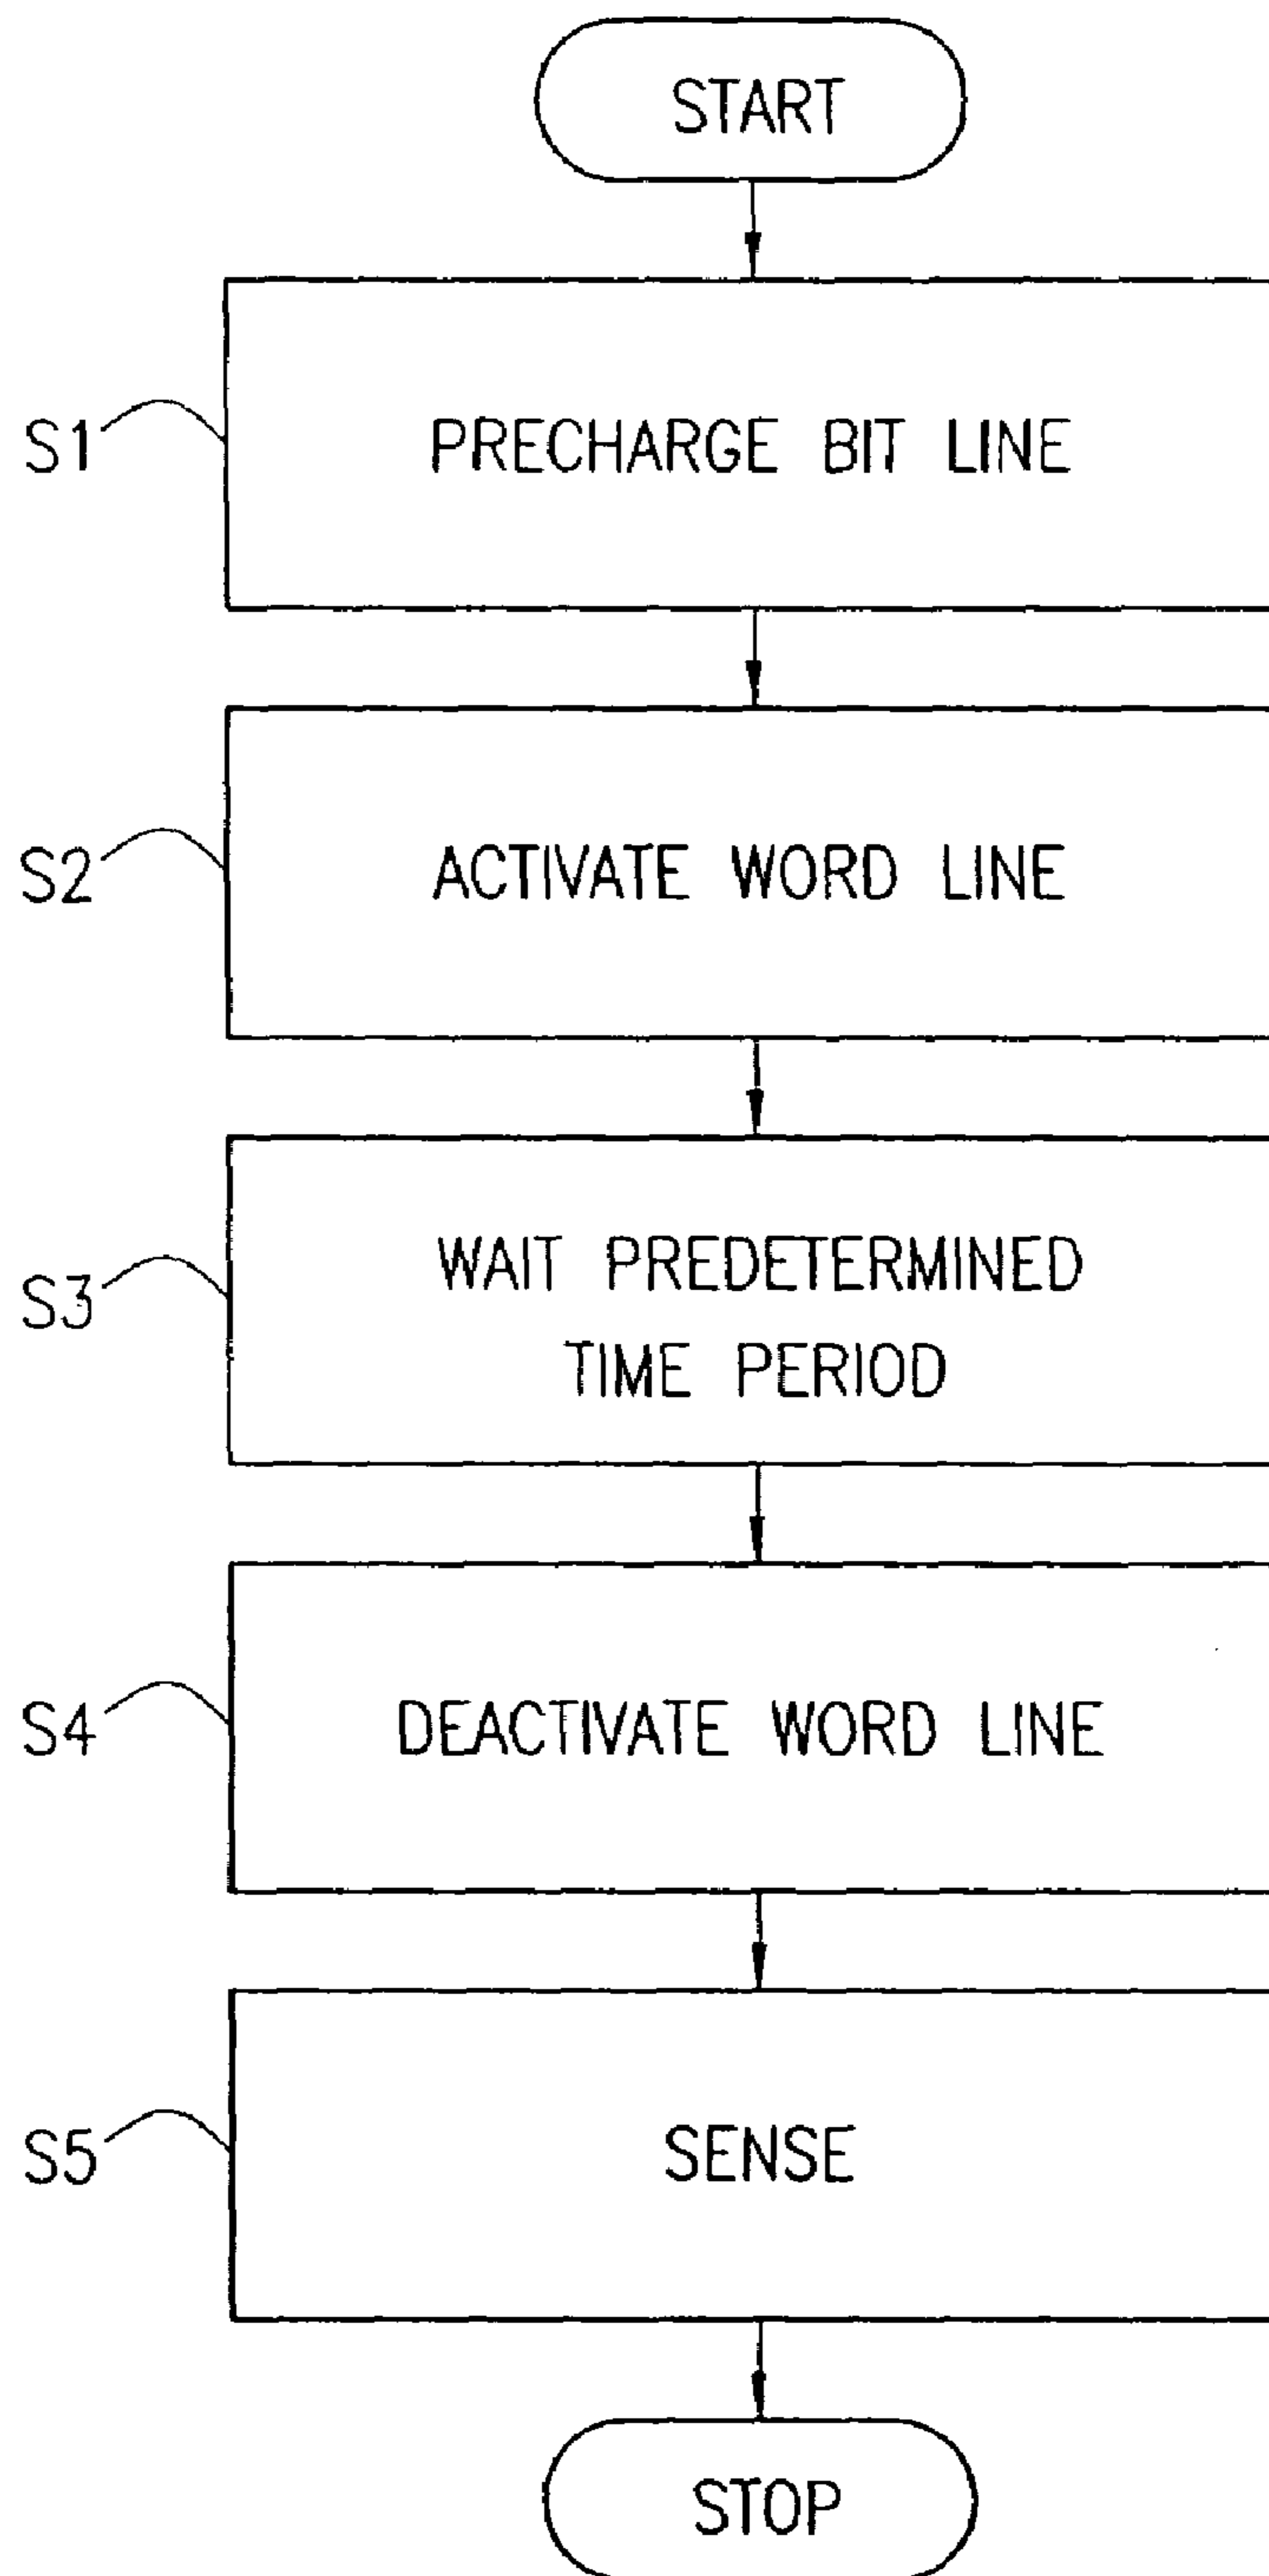 START
S1
PRECHARGE BIT LINE
S2
ACTIVATE WORD LINE
S3
WAIT PREDETERMINED
TIME PERIOD
S4
DEACTIVATE WORD LINE
S5
SENSE
STOP